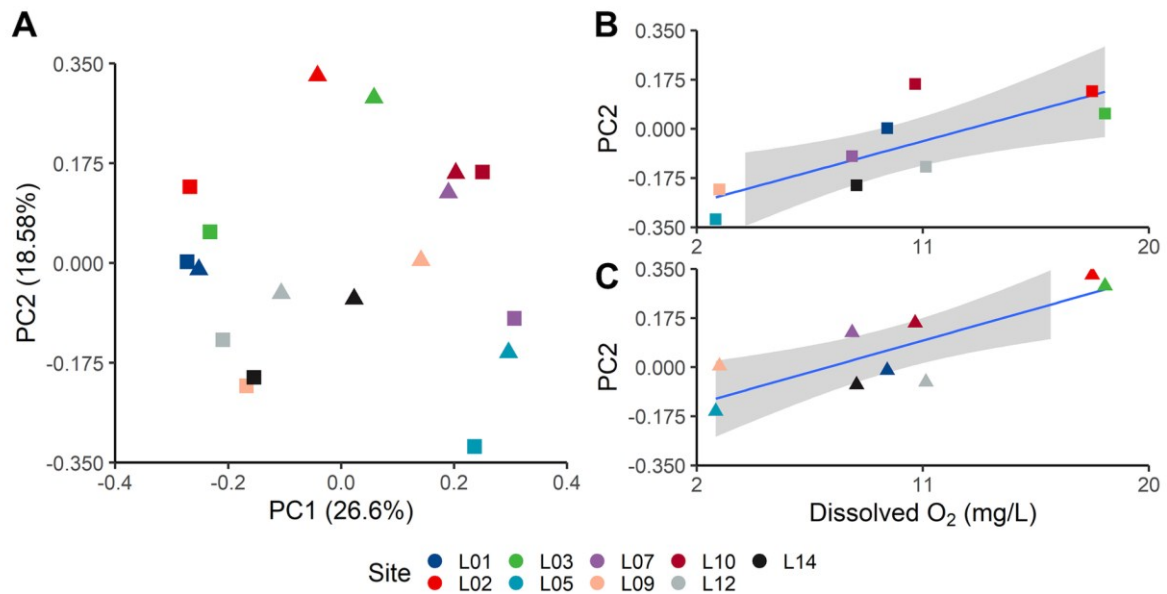 A
0.350
0.175
0.000
-0.175
-0.350
PC2 (18.58%)
-0.4
-0.2
0.0
0.2
0.4
PC1 (26.6%)
B
0.350
0.175
0.000
-0.175
-0.350
PC2
2
11
20
C
0.350
0.175
0.000
-0.175
-0.350
PC2
2
11
20
Dissolved O₂ (mg/L)
Site
L01 L03 L07 L10 L14
L02 L05 L09 L12